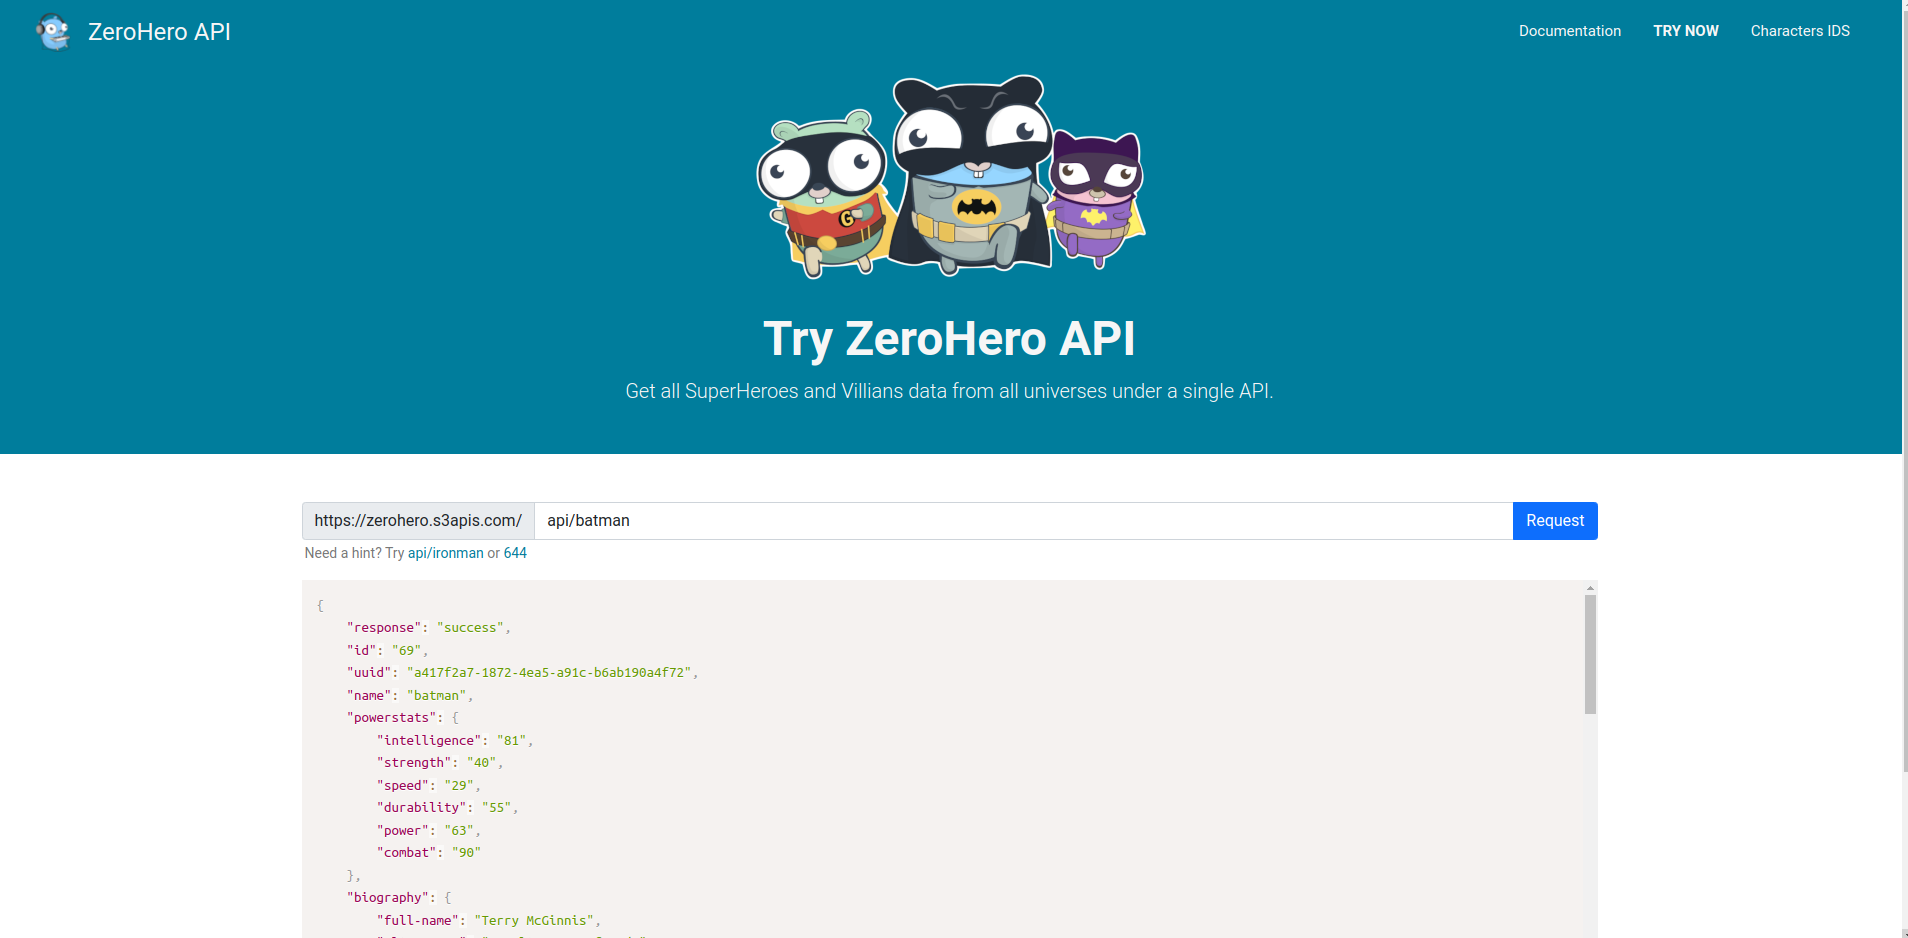 ZeroHero API
Documentation TRY NOW Characters IDS
G
Try ZeroHero API
Get all SuperHeroes and Villians data from all universes under a single API.
https://zerohero.s3apis.com/ api/batman Request
Need a hint? Try api/ironman or 644
{
"response": "success",
"id": "69",
"uuid": "a417f2a7-1872-4ea5-a91c-b6ab190a4f72",
"name": "batman",
"powerstats": {
"intelligence": "81",
"strength": "40",
"speed": "29",
"durability": "55",
"power": "63",
"combat": "90"
},
"biography": {
"full-name": "Terry McGinnis",